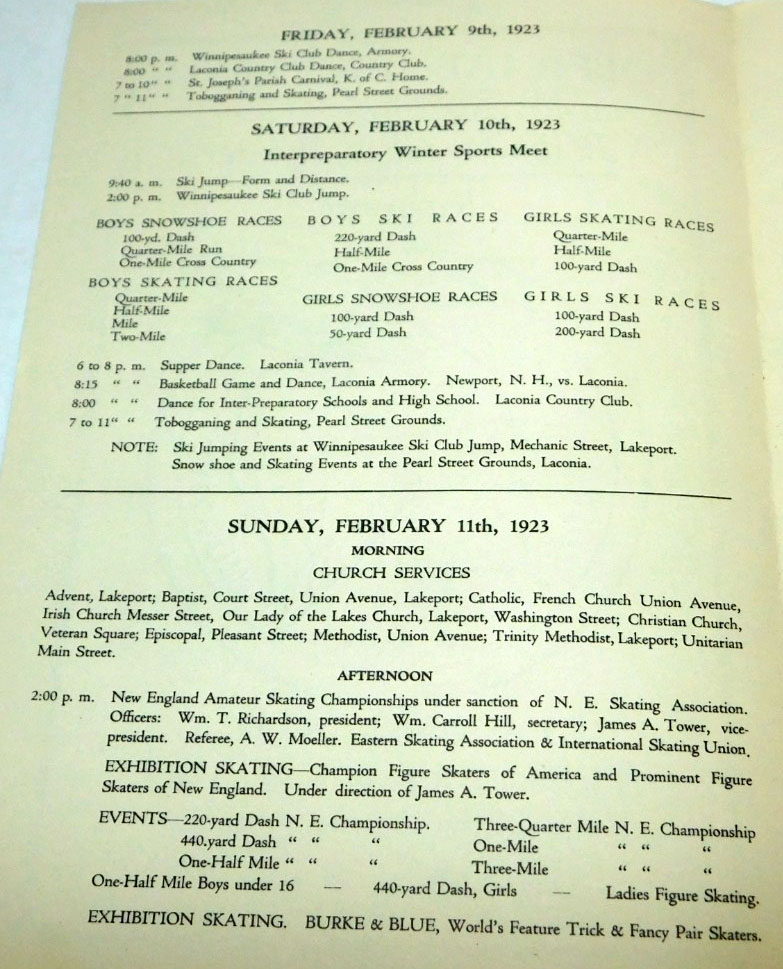 FRIDAY, FEBRUARY 9th, 1923
8:00 p. m. Winnipesaukee Ski Club Dance, Armory.
8:00 “ “ Laconia Country Club Dance, Country Club.
7 to 10“ “ St. Joseph's Parish Carnival, K. of C. Home.
7 “ 11“ “ Tobogganing and Skating, Pearl Street Grounds.
SATURDAY, FEBRUARY 10th, 1923
Interpreparatory Winter Sports Meet
9:40 a. m. Ski Jump—Form and Distance.
2:00 p. m. Winnipesaukee Ski Club Jump.
BOYS SNOWSHOE RACES
100-yd. Dash
Quarter-Mile Run
One-Mile Cross Country
BOYS SKATING RACES
Quarter-Mile
Half-Mile
Mile
Two-Mile
BOYS SKI RACES
220-yard Dash
Half-Mile
One-Mile Cross Country
GIRLS SNOWSHOE RACES
100-yard Dash
50-yard Dash
GIRLS SKATING RACES
Quarter-Mile
Half-Mile
100-yard Dash
GIRLS SKI RACES
100-yard Dash
200-yard Dash
6 to 8 p. m. Supper Dance. Laconia Tavern.
8:15 “ “ Basketball Game and Dance, Laconia Armory. Newport, N. H., vs. Laconia.
8:00 “ “ Dance for Inter-Preparatory Schools and High School. Laconia Country Club.
7 to 11“ “ Tobogganing and Skating, Pearl Street Grounds.
NOTE: Ski Jumping Events at Winnipesaukee Ski Club Jump, Mechanic Street, Lakeport.
Snow shoe and Skating Events at the Pearl Street Grounds, Laconia.
SUNDAY, FEBRUARY 11th, 1923
MORNING
CHURCH SERVICES
Advent, Lakeport; Baptist, Court Street, Union Avenue, Lakeport; Catholic, French Church Union Avenue,
Irish Church Messer Street, Our Lady of the Lakes Church, Lakeport, Washington Street; Christian Church,
Veteran Square; Episcopal, Pleasant Street; Methodist, Union Avenue; Trinity Methodist, Lakeport; Unitarian
Main Street.
AFTERNOON
2:00 p. m. New England Amateur Skating Championships under sanction of N. E. Skating Association.
Officers: Wm. T. Richardson, president; Wm. Carroll Hill, secretary; James A. Tower, vice-
president. Referee, A. W. Moeller. Eastern Skating Association & International Skating Union.
EXHIBITION SKATING—Champion Figure Skaters of America and Prominent Figure
Skaters of New England. Under direction of James A. Tower.
EVENTS—220-yard Dash N. E. Championship. Three-Quarter Mile N. E. Championship
440.yard Dash “ “ “ One-Mile “ “ “
One-Half Mile “ “ “ Three-Mile “ “ “
One-Half Mile Boys under 16 — 440-yard Dash, Girls — Ladies Figure Skating.
EXHIBITION SKATING. BURKE & BLUE, World's Feature Trick & Fancy Pair Skaters.